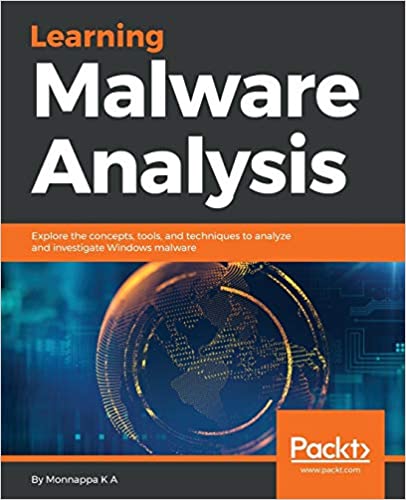 Learning
Malware
Analysis
Explore the concepts, tools, and techniques to analyze
and investigate Windows malware
Packt>
www.packt.com
By Monnappa K A